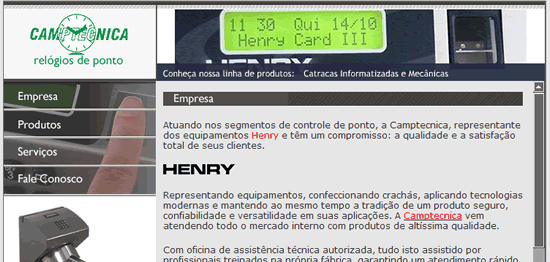 CAMPTECNICA
relógios de ponto
11 30 Qui 14/10
Henry Card III
HENRY
Conheça nossa linha de produtos: Catracas Informatizadas e Mecânicas
Empresa
Produtos
Serviços
Fale Conosco
Empresa
Atuando nos segmentos de controle de ponto, a Camptecnica, representante
dos equipamentos Henry e têm um compromisso: a qualidade e a satisfação
total de seus clientes.
HENRY
Representando equipamentos, confeccionando crachás, aplicando tecnologias
modernas e mantendo ao mesmo tempo a tradição de um produto seguro,
confiabilidade e versatilidade em suas aplicações. A Camptecnica vem
atendendo todo o mercado interno com produtos de altíssima qualidade.
Com oficina de assistência técnica autorizada, tudo isto assistido por
profissionais treinados na própria fábrica, garantindo um atendimento rápido